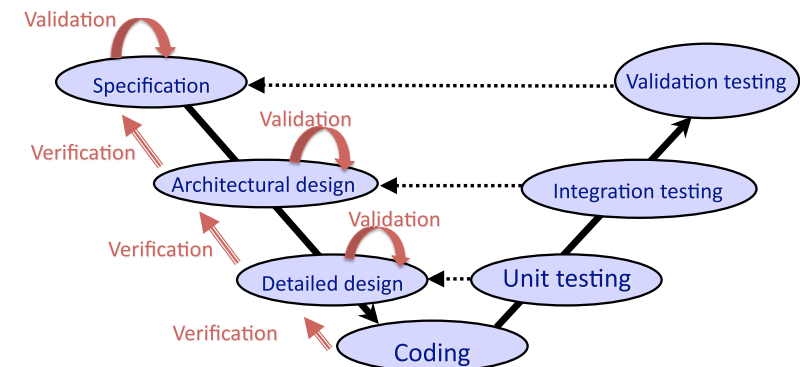 Validation
Specification
Validation testing
Validation
Verification
Architectural design
Integration testing
Validation
Verification
Detailed design
Unit testing
Verification
Coding